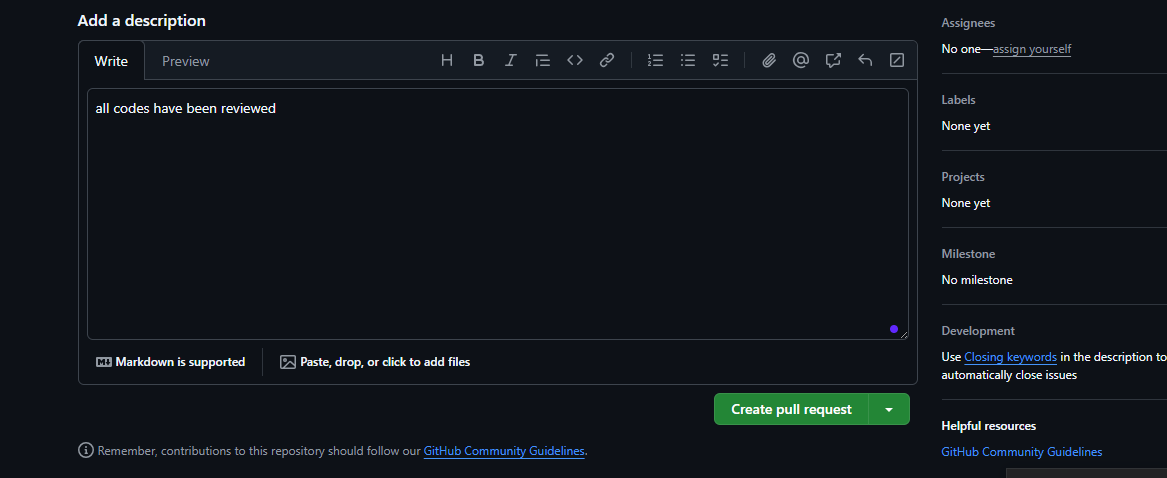 Add a description
Write
Preview
all codes have been reviewed
Markdown is supported
Paste, drop, or click to add files
Create pull request
Remember, contributions to this repository should follow our GitHub Community Guidelines.
Assignees
No one—assign yourself
Labels
None yet
Projects
None yet
Milestone
No milestone
Development
Use Closing keywords in the description to
automatically close issues
Helpful resources
GitHub Community Guidelines